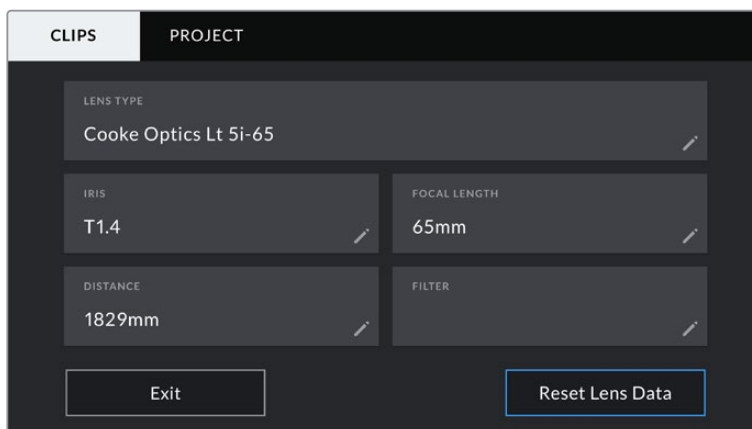 CLIPS PROJECT
LENS TYPE
Cooke Optics Lt 5i-65
IRIS
T1.4
FOCAL LENGTH
65mm
DISTANCE
1829mm
FILTER
Exit
Reset Lens Data